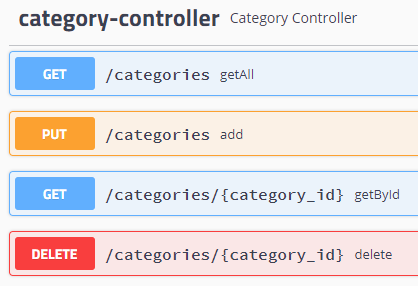 category-controller Category Controller
GET /categories getAll
PUT /categories add
GET /categories/{category_id} getById
DELETE /categories/{category_id} delete